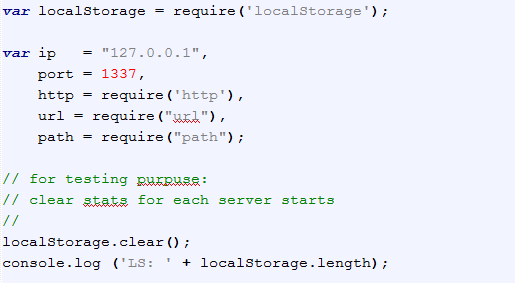 var localStorage = require('localStorage');

var ip   = "127.0.0.1",
    port = 1337,
    http = require('http'),
    url = require("url"),
    path = require("path");

// for testing purpuse:
// clear stats for each server starts
//
localStorage.clear();
console.log ('LS: ' + localStorage.length);